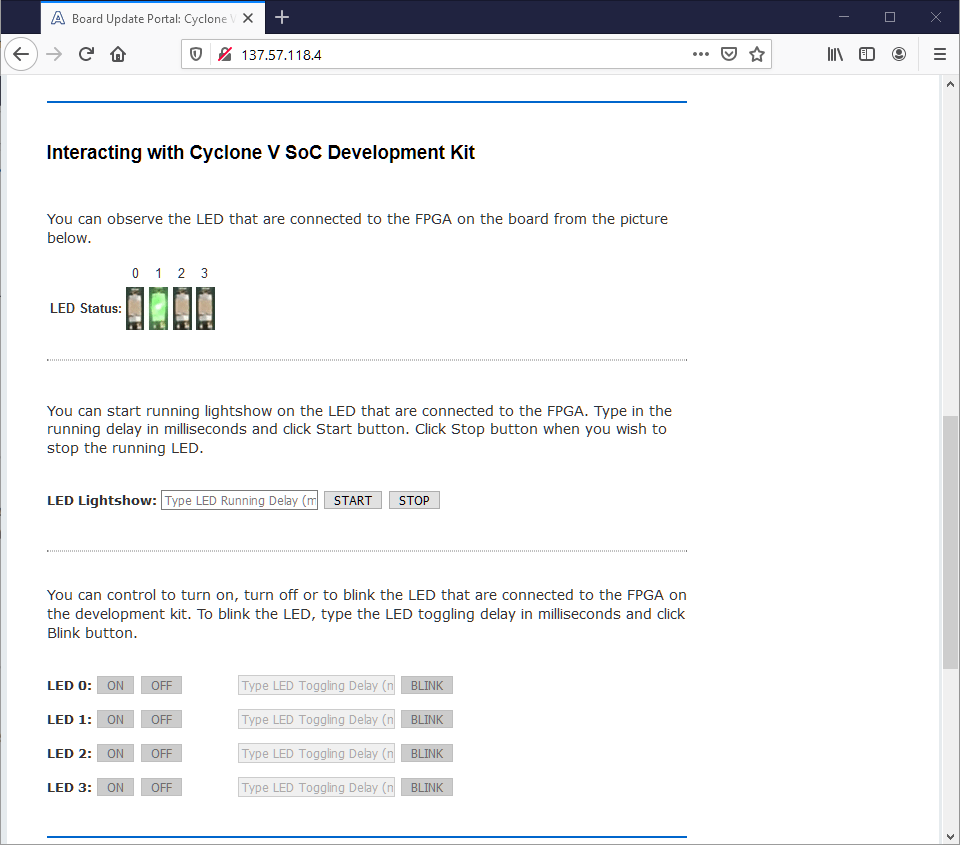 Board Update Portal: Cyclone V
137.57.118.4
Interacting with Cyclone V SoC Development Kit
You can observe the LED that are connected to the FPGA on the board from the picture
below.
0 1 2 3
LED Status:
You can start running lightshow on the LED that are connected to the FPGA. Type in the
running delay in milliseconds and click Start button. Click Stop button when you wish to
stop the running LED.
LED Lightshow: Type LED Running Delay (m START STOP
You can control to turn on, turn off or to blink the LED that are connected to the FPGA on
the development kit. To blink the LED, type the LED toggling delay in milliseconds and click
Blink button.
LED 0: ON OFF Type LED Toggling Delay (n BLINK
LED 1: ON OFF Type LED Toggling Delay (n BLINK
LED 2: ON OFF Type LED Toggling Delay (n BLINK
LED 3: ON OFF Type LED Toggling Delay (n BLINK